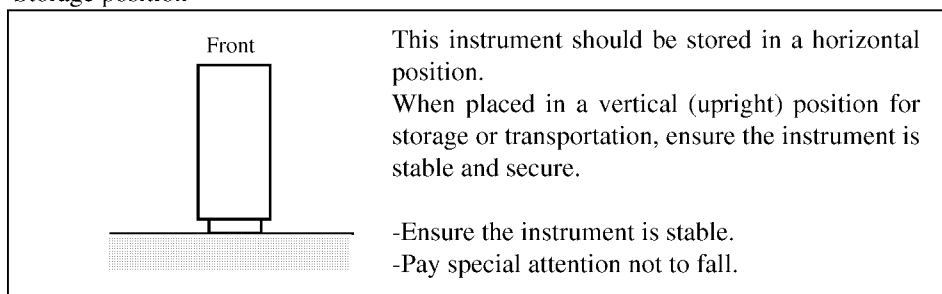 Storage position
Front
This instrument should be stored in a horizontal
position.
When placed in a vertical (upright) position for
storage or transportation, ensure the instrument is
stable and secure.
-Ensure the instrument is stable.
-Pay special attention not to fall.